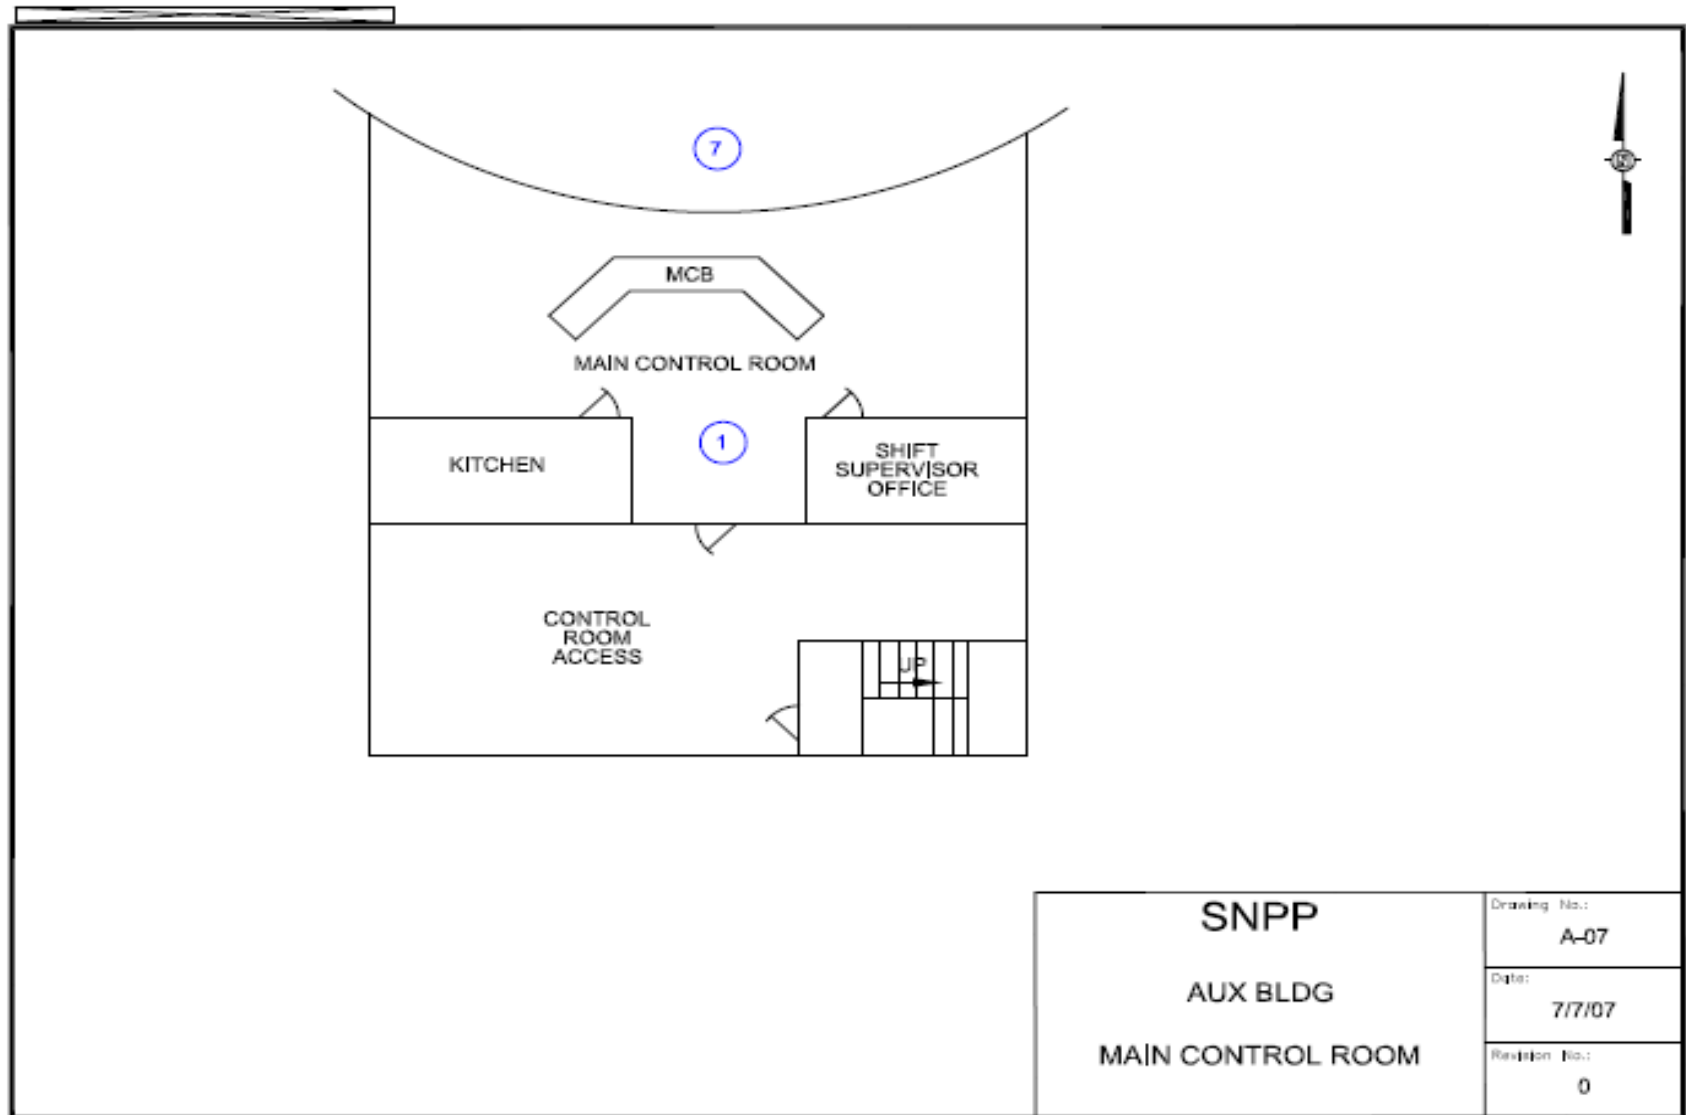 7
MCB
MAIN CONTROL ROOM
1
KITCHEN
SHIFT
SUPERVISOR
OFFICE
CONTROL
ROOM
ACCESS
UP
SNPP
AUX BLDG
MAIN CONTROL ROOM
Drawing No.:
A-07
Date:
7/7/07
Revision No.:
0